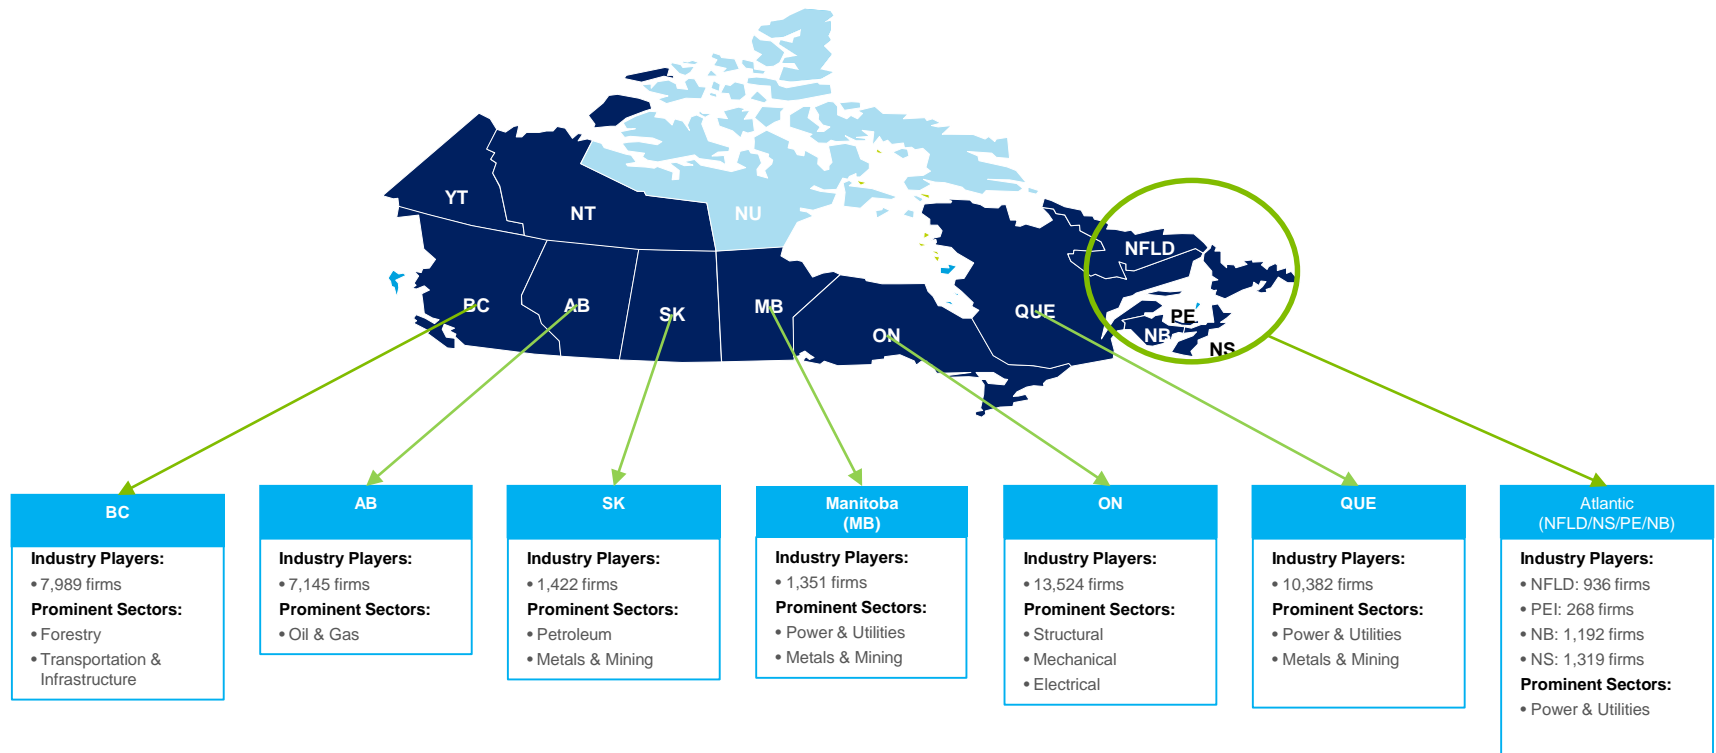 YT
NT
NU
NFLD
BC
AB
SK
MB
ON
QUE
PE
NB
NS
BC
Industry Players:
• 7,989 firms
Prominent Sectors:
• Forestry
• Transportation &
Infrastructure
AB
Industry Players:
• 7,145 firms
Prominent Sectors:
• Oil & Gas
SK
Industry Players:
• 1,422 firms
Prominent Sectors:
• Petroleum
• Metals & Mining
Manitoba
(MB)
Industry Players:
• 1,351 firms
Prominent Sectors:
• Power & Utilities
• Metals & Mining
ON
Industry Players:
• 13,524 firms
Prominent Sectors:
• Structural
• Mechanical
• Electrical
QUE
Industry Players:
• 10,382 firms
Prominent Sectors:
• Power & Utilities
• Metals & Mining
Atlantic
(NFLD/NS/PE/NB)
Industry Players:
• NFLD: 936 firms
• PEI: 268 firms
• NB: 1,192 firms
• NS: 1,319 firms
Prominent Sectors:
• Power & Utilities